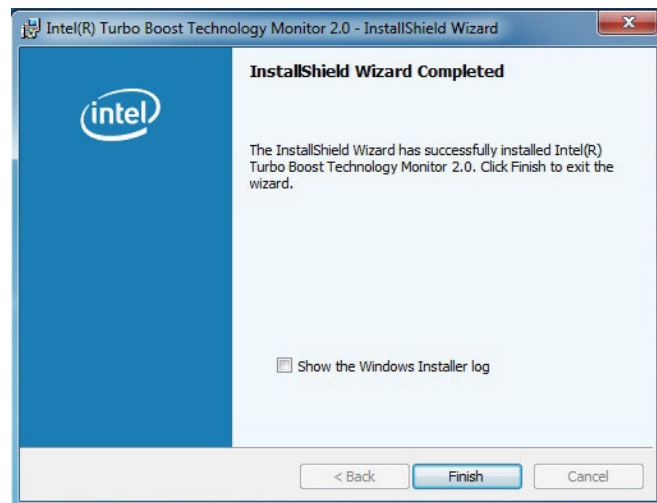 Intel(R) Turbo Boost Technology Monitor 2.0 - InstallShield Wizard
x
InstallShield Wizard Completed
intel
The InstallShield Wizard has successfully installed Intel(R)
Turbo Boost Technology Monitor 2.0. Click Finish to exit the
wizard.
Show the Windows Installer log
< Back
Finish
Cancel